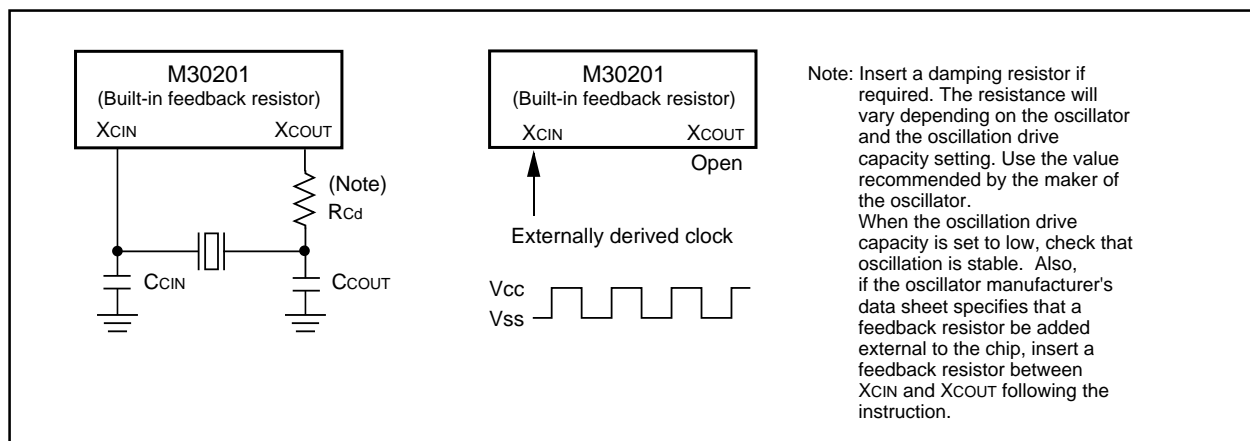 M30201
(Built-in feedback resistor)
XCIN XCOUT
(Note)
RCd
CCIN
CCOUT
M30201
(Built-in feedback resistor)
XCIN XCOUT
Open
Externally derived clock
Vcc
Vss
Note: Insert a damping resistor if
required. The resistance will
vary depending on the oscillator
and the oscillation drive
capacity setting. Use the value
recommended by the maker of
the oscillator.
When the oscillation drive
capacity is set to low, check that
oscillation is stable. Also,
if the oscillator manufacturer's
data sheet specifies that a
feedback resistor be added
external to the chip, insert a
feedback resistor between
XCIN and XCOUT following the
instruction.